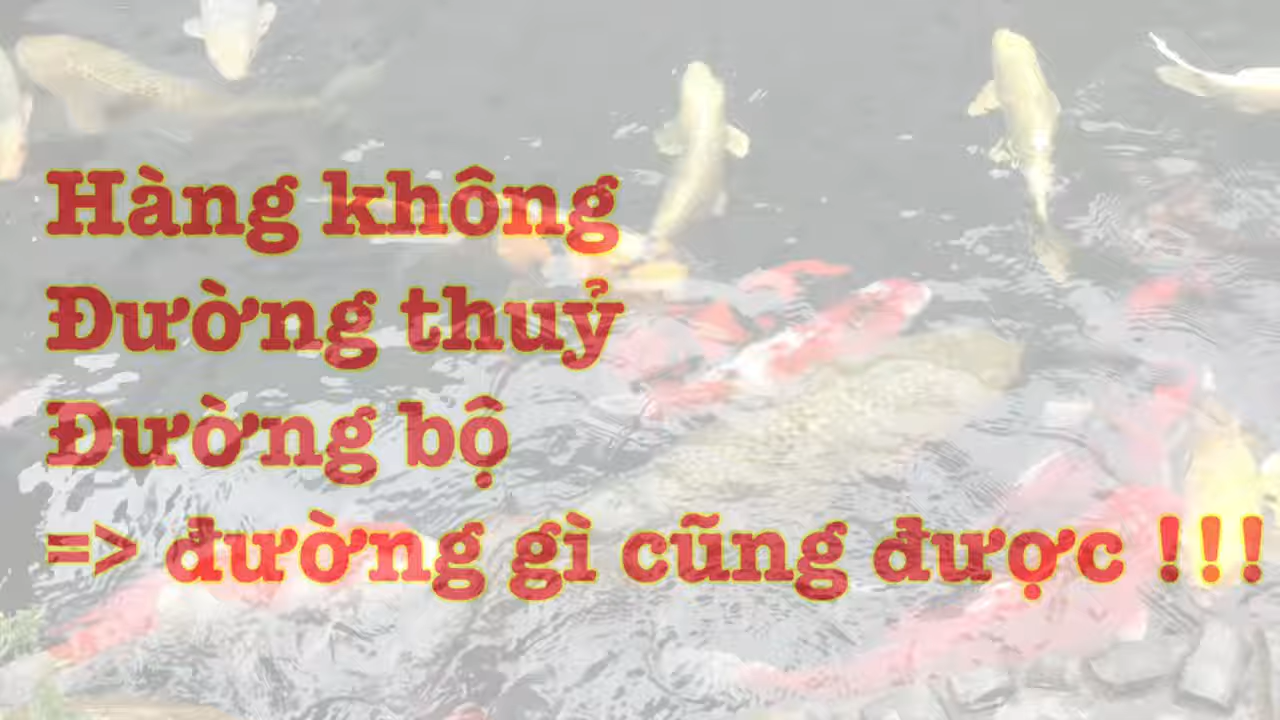 Hàng không
Đường thuỷ
Đường bộ
=> đường gì cũng được !!!